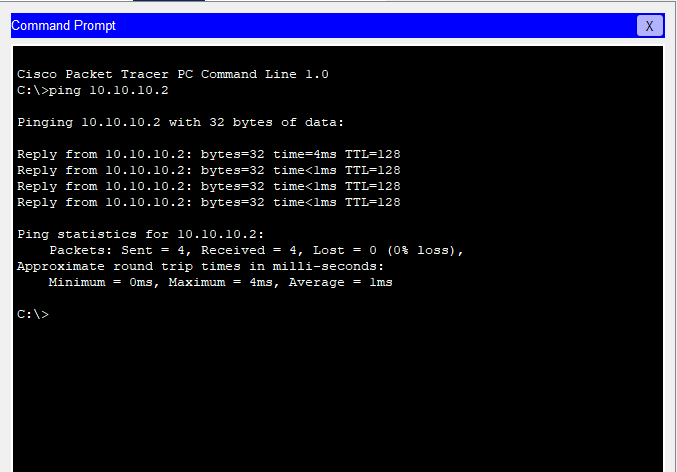 Command Prompt
X
Cisco Packet Tracer PC Command Line 1.0
C:\>ping 10.10.10.2
Pinging 10.10.10.2 with 32 bytes of data:
Reply from 10.10.10.2: bytes=32 time=4ms TTL=128
Reply from 10.10.10.2: bytes=32 time<1ms TTL=128
Reply from 10.10.10.2: bytes=32 time<1ms TTL=128
Reply from 10.10.10.2: bytes=32 time<1ms TTL=128
Ping statistics for 10.10.10.2:
Packets: Sent = 4, Received = 4, Lost = 0 (0% loss),
Approximate round trip times in milli-seconds:
Minimum = 0ms, Maximum = 4ms, Average = 1ms
C:\>